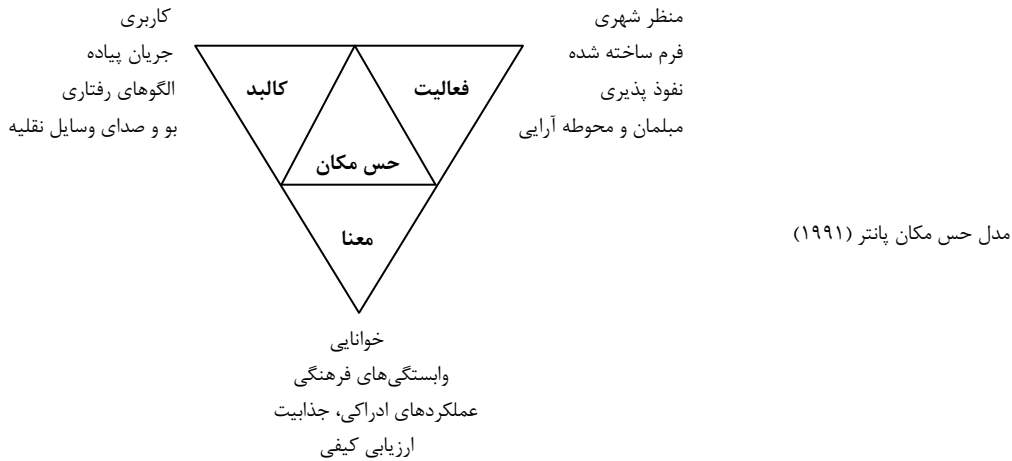 منظر شهری
فرم ساخته شده
نفوذ پذیری
مبلمان و محوطه آرایی
فعالیت
کالبد
کاربری
جریان پیاده
الگوهای رفتاری
بو و صدای وسایل نقلیه
حس مکان
معنا
مدل حس مکان پانتر (۱۹۹۱)
خوانایی
وابستگی‌های فرهنگی
عملکردهای ادراکی، جذابیت
ارزیابی کیفی